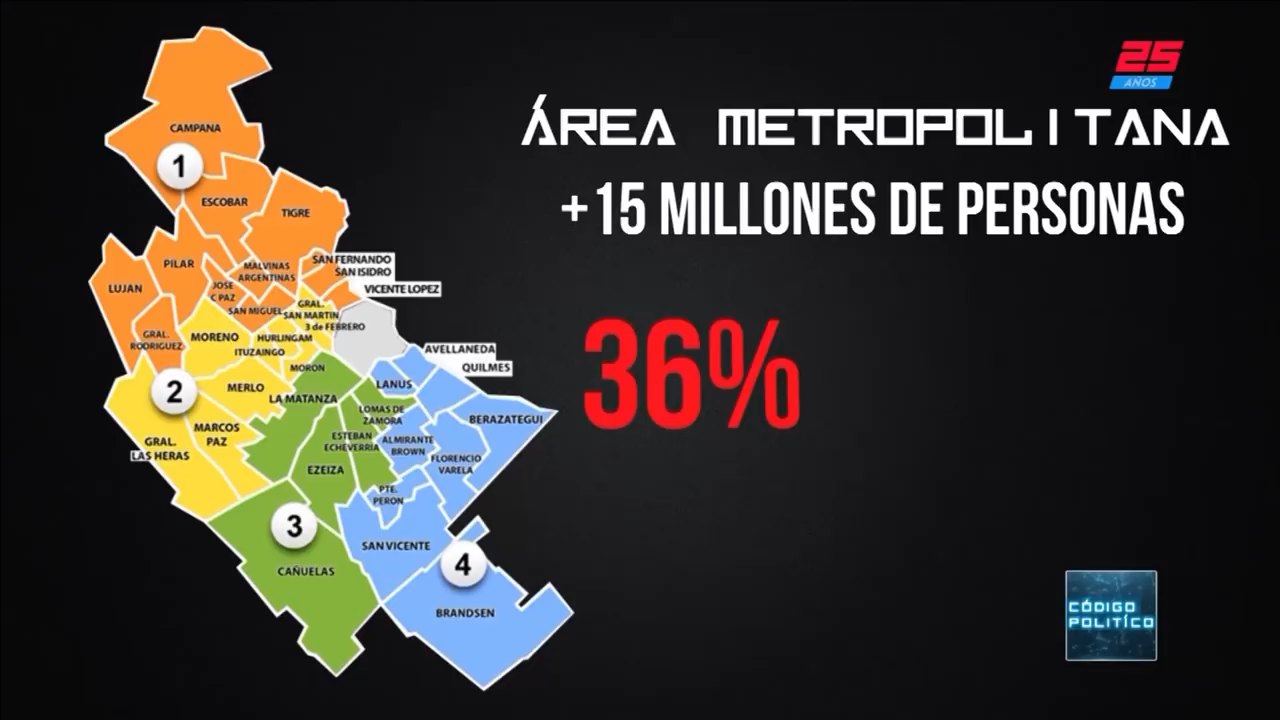 25
AÑOS
ÁREA METROPOLITANA
+15 MILLONES DE PERSONAS
36%
CAMPANA
1
ESCOBAR
TIGRE
PILAR
MALVINAS
ARGENTINAS
SAN FERNANDO
SAN ISIDRO
VICENTE LOPEZ
LUJAN
JOSE
C PAZ
SAN MIGUEL
GRAL.
SAN MARTIN
3 de FEBRERO
GRAL.
RODRIGUEZ
MORENO
HURLINGAM
ITUZAINGO
MORON
AVELLANEDA
QUILMES
2
MERLO
LA MATANZA
LANUS
LOMAS DE
ZAMORA
BERAZATEGUI
MARCOS
PAZ
GRAL.
LAS HERAS
ESTEBAN
ECHEVERRIA
ALMIRANTE
BROWN
EZEIZA
FLORENCIO
VARELA
PTE.
PERON
3
SAN VICENTE
4
CAÑUELAS
BRANDSEN
CÓDIGO
POLITÍCO